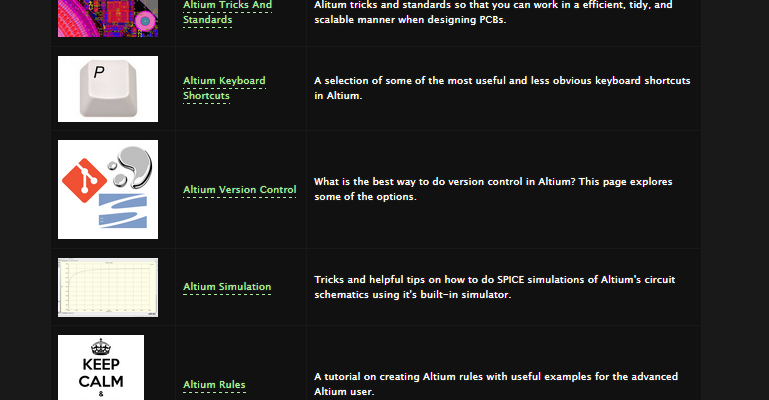 Altium Tricks And
Standards
Alitum tricks and standards so that you can work in a efficient, tidy, and
scalable manner when designing PCBs.
P
Altium Keyboard
Shortcuts
A selection of some of the most useful and less obvious keyboard shortcuts
in Altium.
Altium Version Control
What is the best way to do version control in Altium? This page explores
some of the options.
Altium Simulation
Tricks and helpful tips on how to do SPICE simulations of Altium's circuit
schematics using it's built-in simulator.
KEEP
CALM
&
Altium Rules
A tutorial on creating Altium rules with useful examples for the advanced
Altium user.